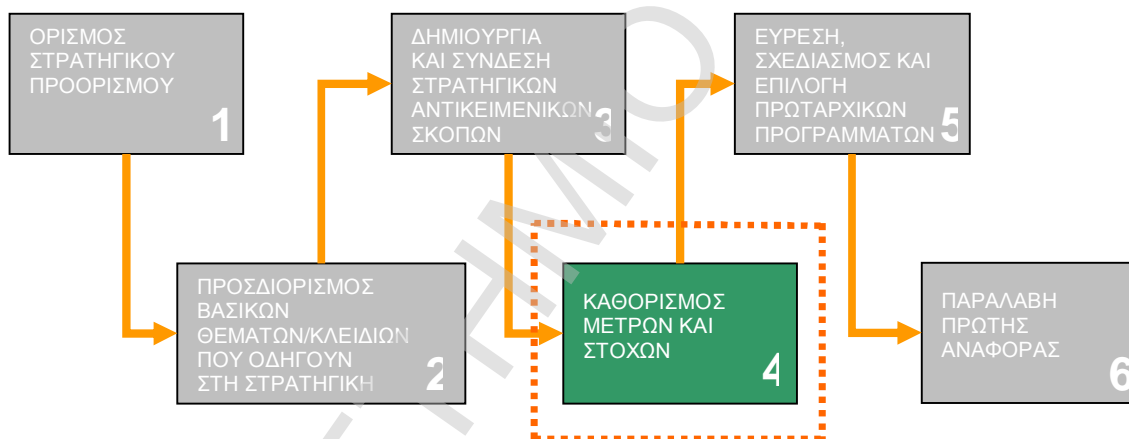 ΟΡΙΣΜΟΣ
ΣΤΡΑΤΗΓΙΚΟΥ
ΠΡΟΟΡΙΣΜΟΥ
1
ΠΡΟΣΔΙΟΡΙΣΜΟΣ
ΒΑΣΙΚΩΝ
ΘΕΜΑΤΩΝ/ΚΛΕΙΔΙΩΝ
ΠΟΥ ΟΔΗΓΟΥΝ
ΣΤΗ ΣΤΡΑΤΗΓΙΚΗ
2
ΔΗΜΙΟΥΡΓΙΑ
ΚΑΙ ΣΥΝΔΕΣΗ
ΣΤΡΑΤΗΓΙΚΩΝ
ΑΝΤΙΚΕΙΜΕΝΙΚΩΝ
ΣΚΟΠΩΝ
3
ΚΑΘΟΡΙΣΜΟΣ
ΜΕΤΡΩΝ ΚΑΙ
ΣΤΟΧΩΝ
4
ΕΥΡΕΣΗ,
ΣΧΕΔΙΑΣΜΟΣ ΚΑΙ
ΕΠΙΛΟΓΗ
ΠΡΩΤΑΡΧΙΚΩΝ
ΠΡΟΓΡΑΜΜΑΤΩΝ
5
ΠΑΡΑΛΑΒΗ
ΠΡΩΤΗΣ
ΑΝΑΦΟΡΑΣ
6